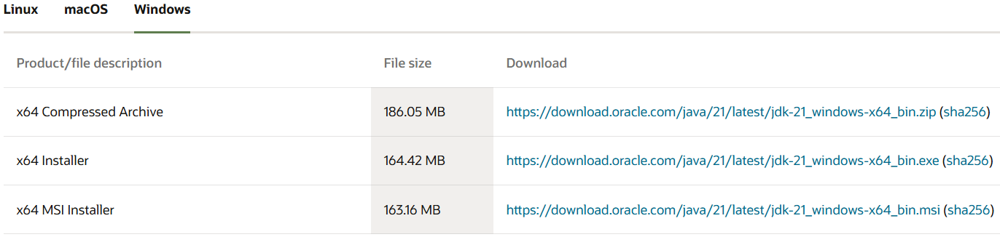 Linux macOS Windows
Product/file description File size Download
x64 Compressed Archive 186.05 MB https://download.oracle.com/java/21/latest/jdk-21_windows-x64_bin.zip (sha256)
x64 Installer 164.42 MB https://download.oracle.com/java/21/latest/jdk-21_windows-x64_bin.exe (sha256)
x64 MSI Installer 163.16 MB https://download.oracle.com/java/21/latest/jdk-21_windows-x64_bin.msi (sha256)